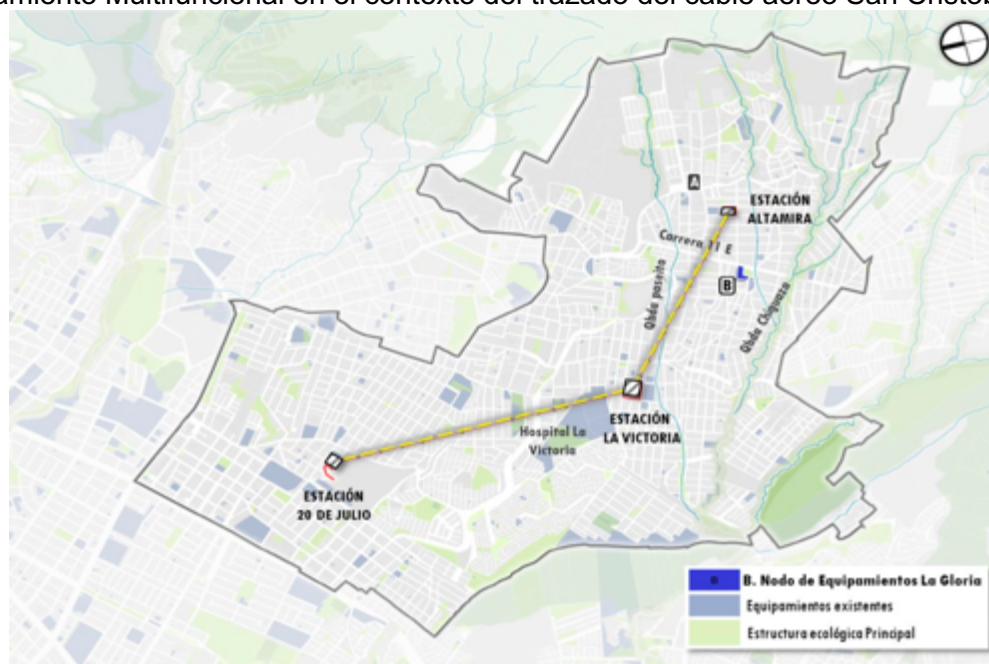 amiento Multifuncional en el contexto del trazado del cable aéreo San Cristób
A
ESTACIÓN
ALTAMIRA
Carrera 11 E
B
Qbda paseito
Qbda Chiguaza
ESTACIÓN
LA VICTORIA
Hospital La
Victoria
ESTACIÓN
20 DE JULIO
B. Nodo de Equipamientos La Gloria
Equipamientos existentes
Estructura ecológica Principal